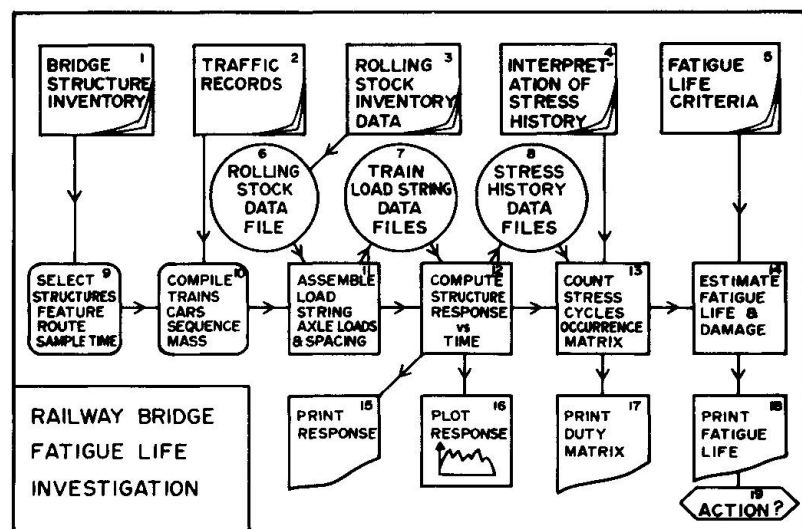 1
BRIDGE
STRUCTURE
INVENTORY
2
TRAFFIC
RECORDS
3
ROLLING
STOCK
INVENTORY
DATA
4
INTERPRET-
ATION OF
STRESS
HISTORY
5
FATIGUE
LIFE
CRITERIA
6
ROLLING
STOCK
DATA
FILE
7
TRAIN
LOAD STRING
DATA
FILES
8
STRESS
HISTORY
DATA
FILES
9
SELECT
STRUCTURES
FEATURE
ROUTE
SAMPLE TIME
10
COMPILE
TRAINS
CARS
SEQUENCE
MASS
11
ASSEMBLE
LOAD
STRING
AXLE LOADS
& SPACING
12
COMPUTE
STRUCTURE
RESPONSE
vs
TIME
13
COUNT
STRESS
CYCLES
OCCURRENCE
MATRIX
14
ESTIMATE
FATIGUE
LIFE &
DAMAGE
15
PRINT
RESPONSE
16
PLOT
RESPONSE
17
PRINT
DUTY
MATRIX
18
PRINT
FATIGUE
LIFE
19
ACTION?
RAILWAY BRIDGE
FATIGUE LIFE
INVESTIGATION